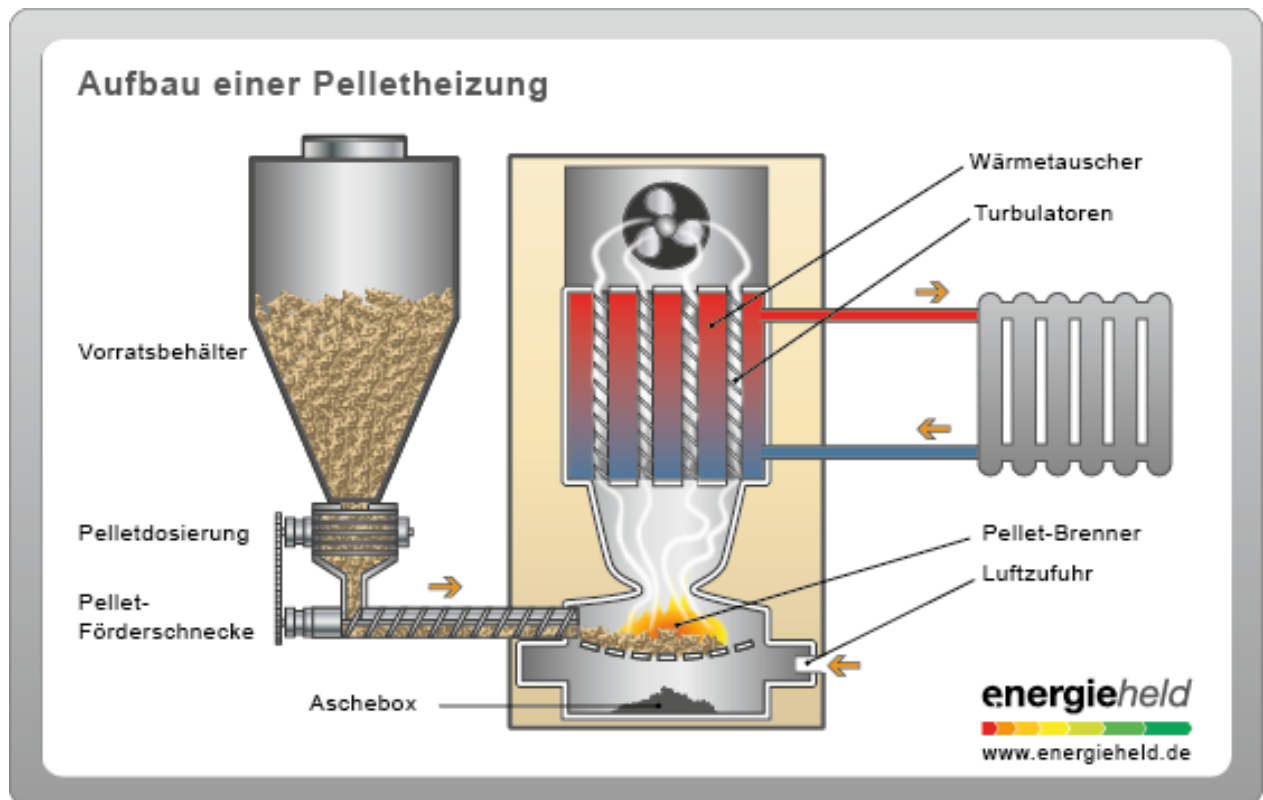 Aufbau einer Pelletheizung
Wärmetauscher
Turbulatoren
Vorratsbehälter
Pelletdosierung
Pellet-
Förderschnecke
Pellet-Brenner
Luftzufuhr
Aschebox
energieheld
www.energieheld.de